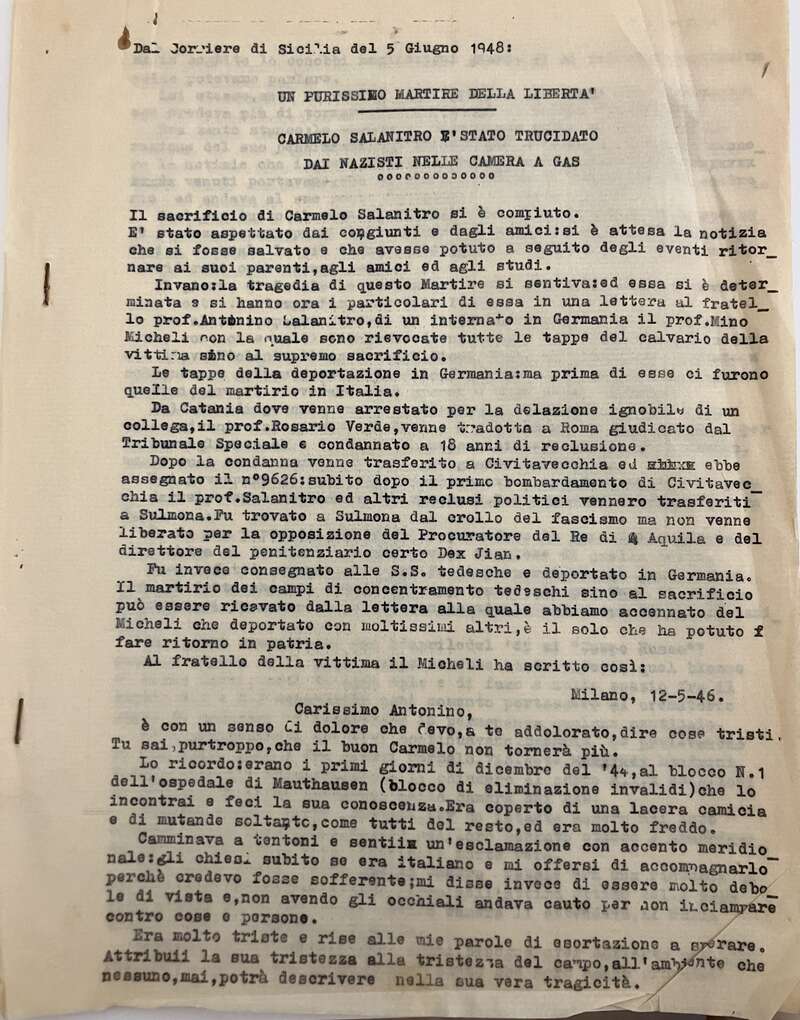 Dal Corriere di Sicilia del 5 Giugno 1948:
UN PURISSIMO MARTIRE DELLA LIBERTA'
CARMELO SALANITRO E'STATO TRUCIDATO
DAI NAZISTI NELLE CAMERA A GAS
ooooooooooooo
Il sacrificio di Carmelo Salanitro si è compiuto.
E' stato aspettato dai congiunti e dagli amici:si è attesa la notizia
che si fosse salvato e che avesse potuto a seguito degli eventi ritor_
nare ai suoi parenti,agli amici ed agli studi.
Invano:la tragedia di questo Martire si sentiva:ed essa si è deter_
minata e si hanno ora i particolari di essa in una lettera al fratel_
lo prof.Antonino Salanitro,di un internato in Germania il prof.Mino
Micheli con la quale sono rievocate tutte le tappe del calvario della
vittima sino al supremo sacrificio.
Le tappe della deportazione in Germania:ma prima di esse ci furono
quelle del martirio in Italia.
Da Catania dove venne arrestato per la delazione ignobile di un
collega,il prof.Rosario Verde,venne tradotta a Roma giudicato dal
Tribunale Speciale e condannato a 18 anni di reclusione.
Dopo la condanna venne trasferito a Civitavecchia ed ebbe
assegnato il n°9626:subito dopo il primo bombardamento di Civitavec_
chia il prof.Salanitro ed altri reclusi politici vennero trasferiti
a Sulmona.Fu trovato a Sulmona dal crollo del fascismo ma non venne
liberato per la opposizione del Procuratore del Re di Aquila e del
direttore del penitenziario certo Dex Jian.
Fu invece consegnato alle S.S. tedesche e deportato in Germania.
Il martirio dei campi di concentramento tedeschi sino al sacrificio
può essere ricavato dalla lettera alla quale abbiamo accennato del
Micheli che deportato con moltissimi altri,è il solo che ha potuto f
fare ritorno in patria.
Al fratello della vittima il Micheli ha scritto così:
Milano, 12-5-46.
Carissimo Antonino,
è con un senso di dolore che devo,a te addolorato,dire cose tristi.
Tu sai,purtroppo,che il buon Carmelo non tornerà più.
Lo ricordo:erano i primi giorni di dicembre del '44,al blocco N.1
dell'ospedale di Mauthausen (blocco di eliminazione invalidi)che lo
incontrai e feci la sua conoscenza.Era coperto di una lacera camicia
e di mutande soltanto,come tutti del resto,ed era molto freddo.
Camminava a tentoni e sentii un'esclamazione con accento meridio_
nale:gli chiesi subito se era italiano e mi offersi di accompagnarlo
perchè credevo fosse sofferente;mi disse invece di essere molto debo_
le di vista e,non avendo gli occhiali andava cauto per non inciampare
contro cose e persone.
Era molto triste e rise alle mie parole di esortazione a sperare.
Attribuii la sua tristezza alla tristezza del campo,all'ambiente che
nessuno,mai,potrà descrivere nella sua vera tragicità.